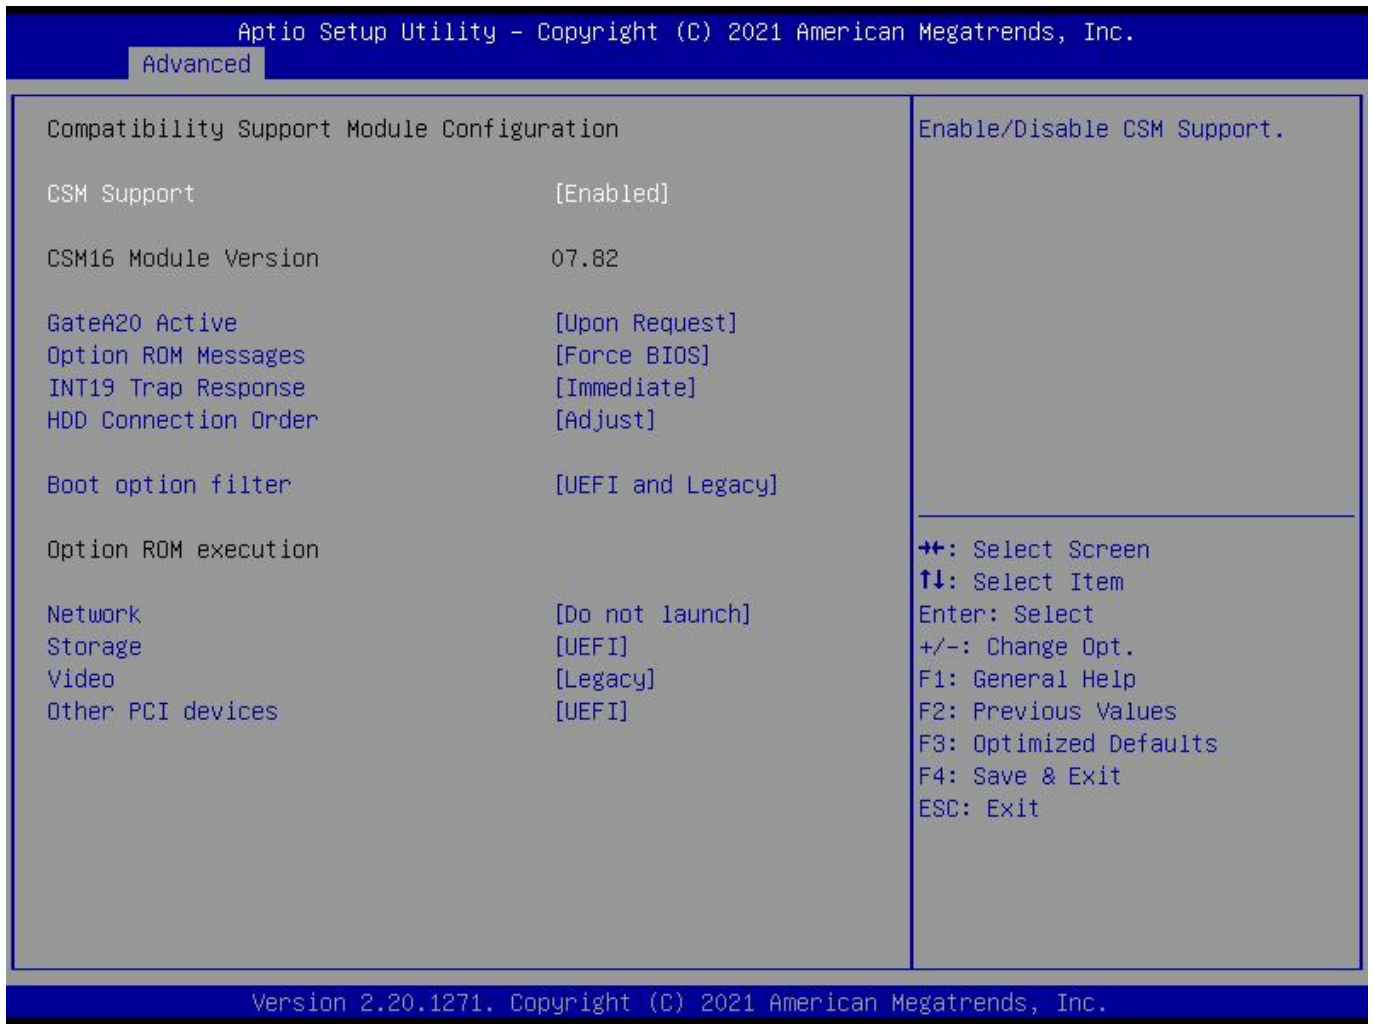 Aptio Setup Utility – Copyright (C) 2021 American Megatrends, Inc.
Advanced
Compatibility Support Module Configuration
CSM Support [Enabled]
CSM16 Module Version 07.82
GateA20 Active [Upon Request]
Option ROM Messages [Force BIOS]
INT19 Trap Response [Immediate]
HDD Connection Order [Adjust]
Boot option filter [UEFI and Legacy]
Option ROM execution
Network [Do not launch]
Storage [UEFI]
Video [Legacy]
Other PCI devices [UEFI]
Enable/Disable CSM Support.
→←: Select Screen
↑↓: Select Item
Enter: Select
+/-: Change Opt.
F1: General Help
F2: Previous Values
F3: Optimized Defaults
F4: Save & Exit
ESC: Exit
Version 2.20.1271. Copyright (C) 2021 American Megatrends, Inc.